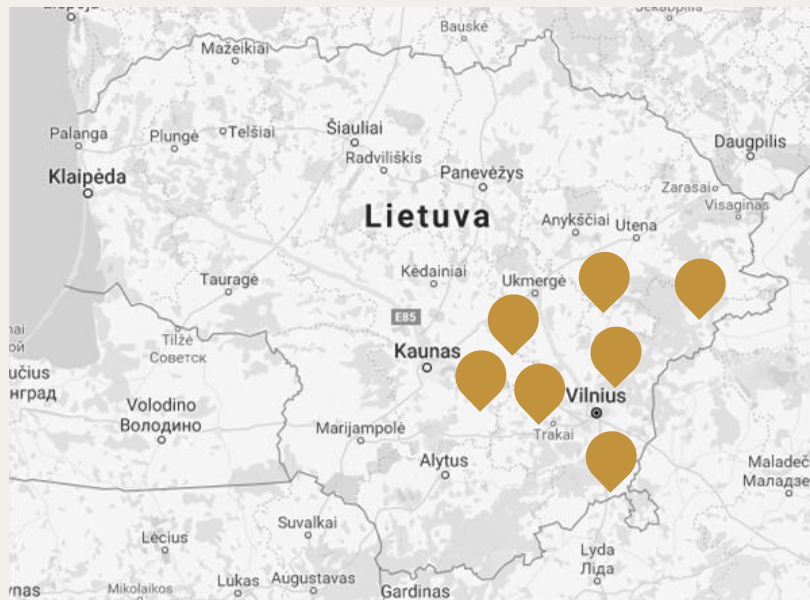 Bauskė
Mažeikiai
Palanga
Plungė
Telšiai
Šiauliai
Radviliškis
Daugpilis
Klaipėda
Panevėžys
Zarasai
Visaginas
Lietuva
Anykščiai
Utena
Kėdainiai
Ukmergė
Tauragė
E85
Tilžė
Советск
Kaunas
Vilnius
Volodino
Володино
Marijampolė
Trakai
Alytus
Maladeč
Маладзе
Suvalkai
Lėcius
Lyda
Ліда
Mikolaikos
Lukas
Augustavas
Gardinas